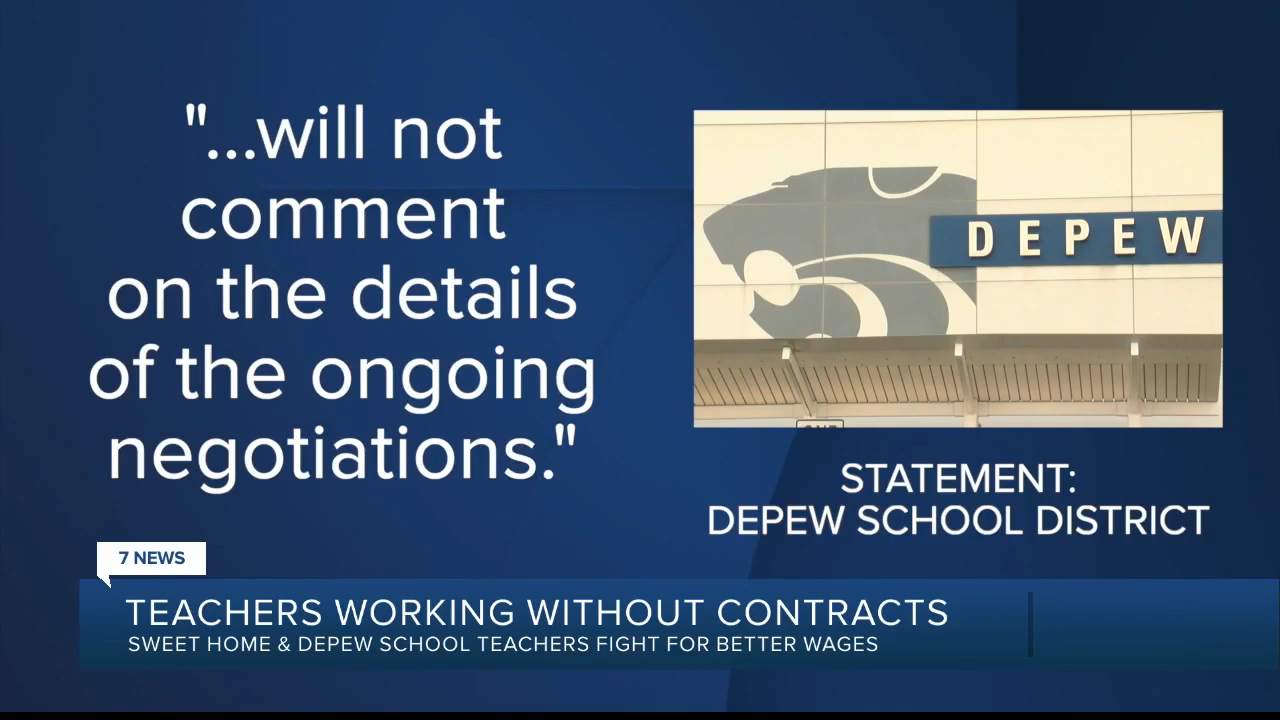 "...will not
comment
on the details
of the ongoing
negotiations."
DEPEW
STATEMENT:
DEPEW SCHOOL DISTRICT
7 NEWS
TEACHERS WORKING WITHOUT CONTRACTS
SWEET HOME & DEPEW SCHOOL TEACHERS FIGHT FOR BETTER WAGES